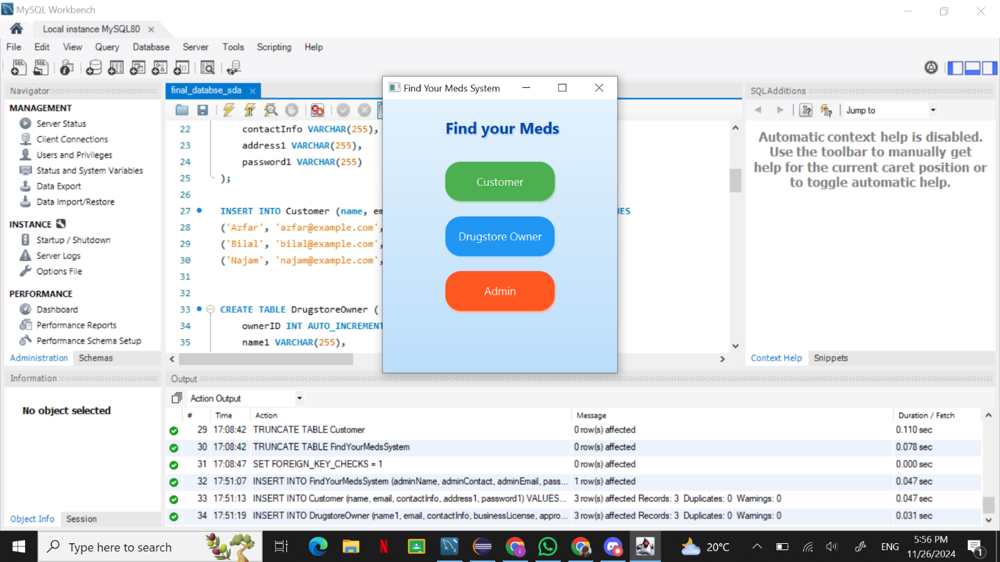 MySQL Workbench
Local instance MySQL80
File Edit View Query Database Server Tools Scripting Help
Navigator
MANAGEMENT
Server Status
Client Connections
Users and Privileges
Status and System Variables
Data Export
Data Import/Restore
INSTANCE
Startup / Shutdown
Server Logs
Options File
PERFORMANCE
Dashboard
Performance Reports
Performance Schema Setup
Administration Schemas
Information
No object selected
Object Info Session
final_databse_sda
22 contactInfo VARCHAR(255),
23 address1 VARCHAR(255),
24 password1 VARCHAR(255)
25 );
26
27 INSERT INTO Customer (name, em
28 ('Azfar', 'azfar@example.com',
29 ('Bilal', 'bilal@example.com',
30 ('Najam', 'najam@example.com',
31
32
33 CREATE TABLE DrugstoreOwner (
34 ownerID INT AUTO_INCREMENT
35 name1 VARCHAR(255),
Find Your Meds System
Find your Meds
Customer
Drugstore Owner
Admin
SQLAdditions
Jump to
Automatic context help is disabled.
Use the toolbar to manually get
help for the current caret position or
to toggle automatic help.
Context Help Snippets
Output
Action Output
# Time Action Message Duration / Fetch
29 17:08:42 TRUNCATE TABLE Customer 0 row(s) affected 0.110 sec
30 17:08:42 TRUNCATE TABLE FindYourMedsSystem 0 row(s) affected 0.078 sec
31 17:08:47 SET FOREIGN_KEY_CHECKS = 1 0 row(s) affected 0.000 sec
32 17:51:07 INSERT INTO FindYourMedsSystem (adminName, adminContact, adminEmail, pass... 1 row(s) affected 0.047 sec
33 17:51:13 INSERT INTO Customer (name, email, contactInfo, address1, password1) VALUES... 3 row(s) affected Records: 3 Duplicates: 0 Warnings: 0 0.047 sec
34 17:51:19 INSERT INTO DrugstoreOwner (name1, email, contactInfo, businessLicense, appro... 3 row(s) affected Records: 3 Duplicates: 0 Warnings: 0 0.031 sec
Type here to search
20°C
ENG
5:56 PM
11/26/2024
1